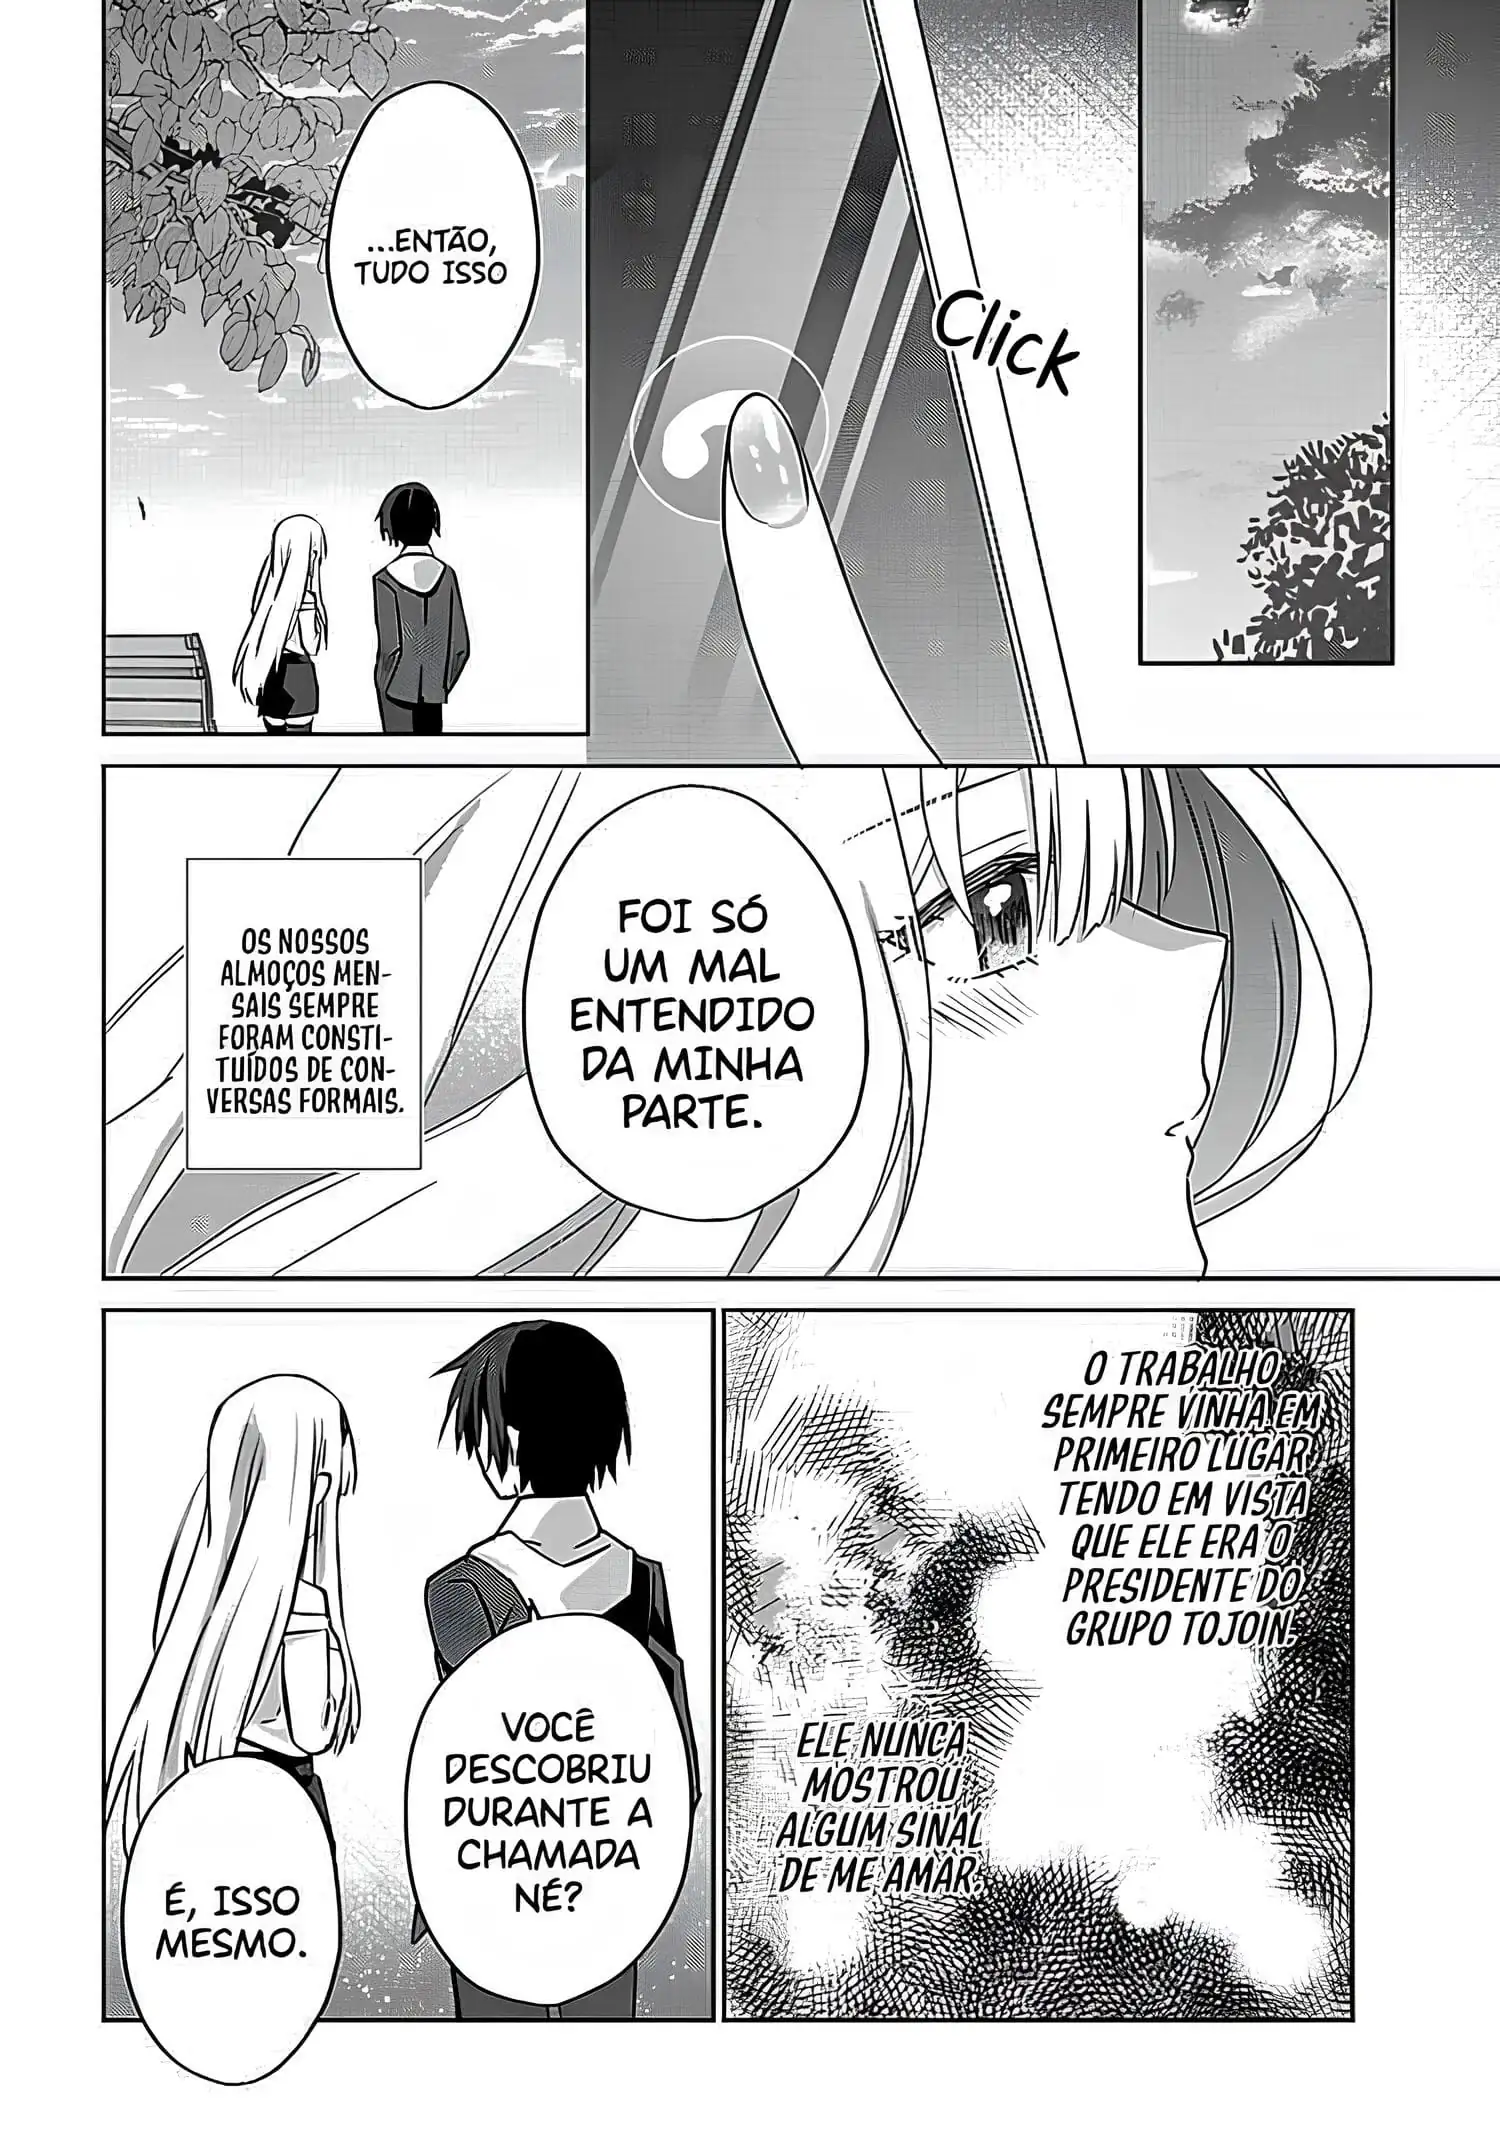 Click
...ENTÃO,
TUDO ISSO
FOI SÓ
UM MAL
ENTENDIDO
DA MINHA
PARTE.
OS NOSSOS
ALMOÇOS MEN-
SAIS SEMPRE
FORAM CONSTI-
TUÍDOS DE CON-
VERSAS FORMAIS.
O TRABALHO
SEMPRE VINHA EM
PRIMEIRO LUGAR
TENDO EM VISTA
QUE ELE ERA O
PRESIDENTE DO
GRUPO TOJOIN.
ELE NUNCA
MOSTROU
ALGUM SINAL
DE ME AMAR.
VOCÊ
DESCOBRIU
DURANTE A
CHAMADA
NÉ?
É, ISSO
MESMO.